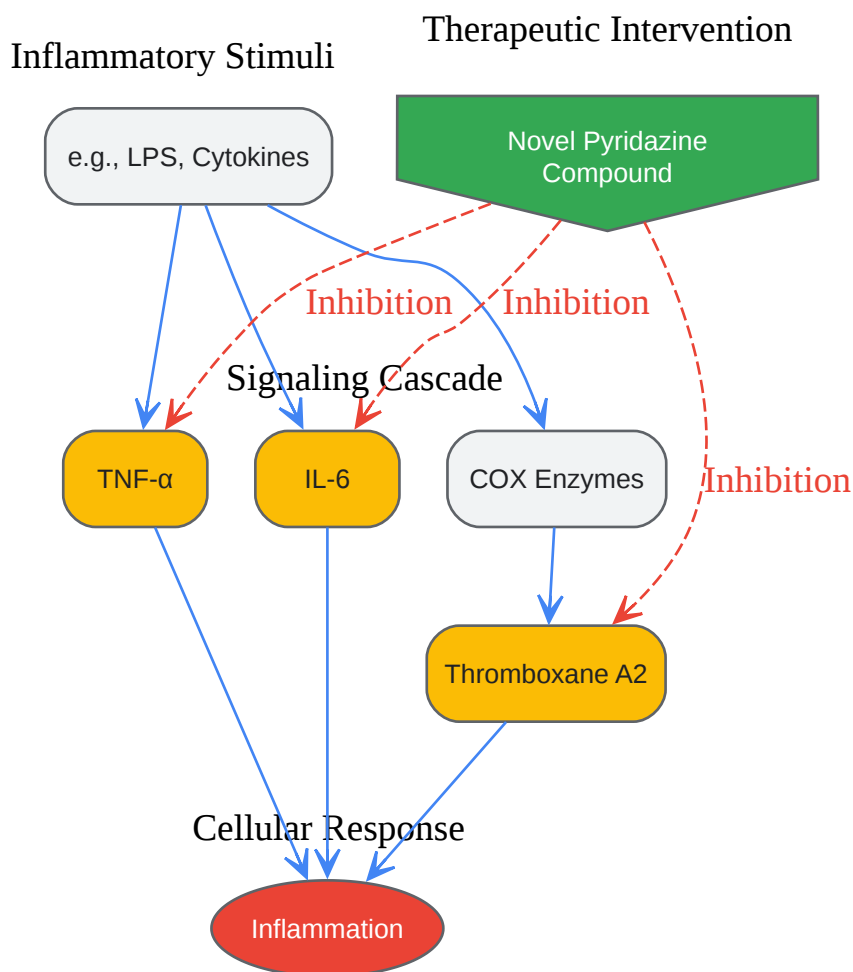 Therapeutic Intervention
Inflammatory Stimuli
e.g., LPS, Cytokines
Novel Pyridazine
Compound
Inhibition
Inhibition
Signaling Cascade
TNF-α
IL-6
COX Enzymes
Inhibition
Thromboxane A2
Cellular Response
Inflammation